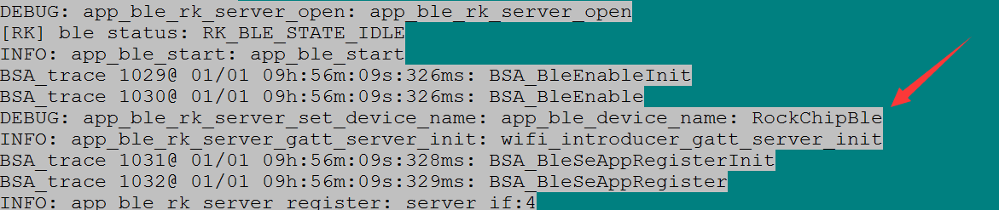 DEBUG: app_ble_rk_server_open: app_ble_rk_server_open
[RK] ble status: RK_BLE_STATE_IDLE
INFO: app_ble_start: app_ble_start
BSA_trace 1029@ 01/01 09h:56m:09s:326ms: BSA_BleEnableInit
BSA_trace 1030@ 01/01 09h:56m:09s:326ms: BSA_BleEnable
DEBUG: app_ble_rk_server_set_device_name: app_ble_device_name: RockChipBle
INFO: app_ble_rk_server_gatt_server_init: wifi_introducer_gatt_server_init
BSA_trace 1031@ 01/01 09h:56m:09s:328ms: BSA_BleSeAppRegisterInit
BSA_trace 1032@ 01/01 09h:56m:09s:329ms: BSA_BleSeAppRegister
INFO: app_ble_rk_server_register: server_if:4